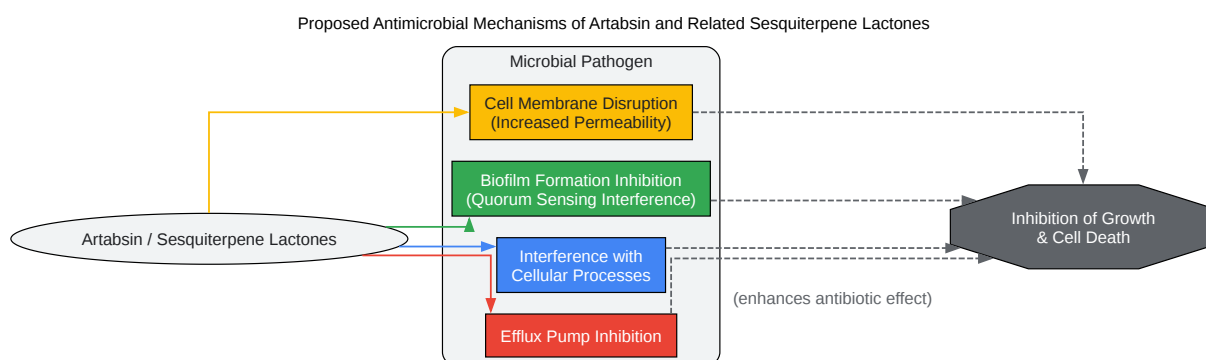 Proposed Antimicrobial Mechanisms of Artabsin and Related Sesquiterpene Lactones
Microbial Pathogen
Cell Membrane Disruption
(Increased Permeability)
Biofilm Formation Inhibition
(Quorum Sensing Interference)
Artabsin / Sesquiterpene Lactones
Interference with
Cellular Processes
Efflux Pump Inhibition
Inhibition of Growth
& Cell Death
(enhances antibiotic effect)